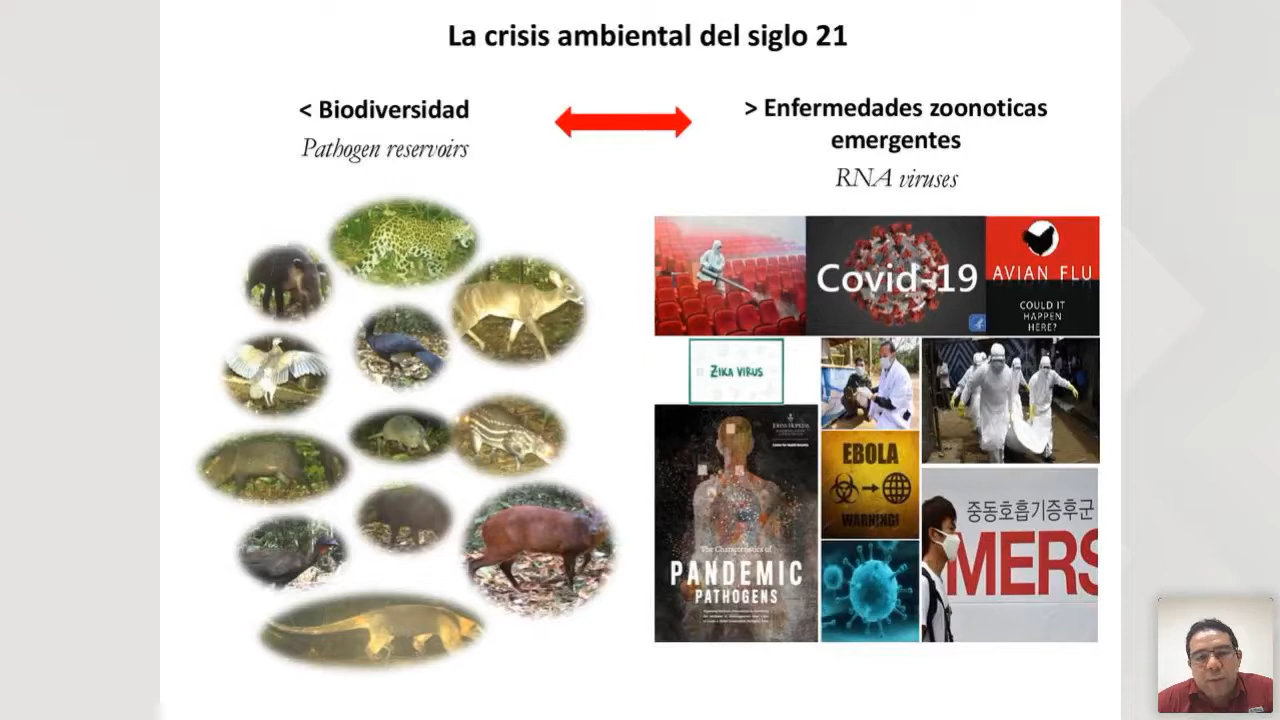 La crisis ambiental del siglo 21
< Biodiversidad
Pathogen reservoirs
> Enfermedades zoonoticas
emergentes
RNA viruses
Covid-19
AVIAN FLU
COULD IT
HAPPEN
HERE?
ZIKA VIRUS
JOHNS HOPKINS
EBOLA
WARNING!
중동호흡기증후군
MERS
The Characteristics of
PANDEMIC
PATHOGENS